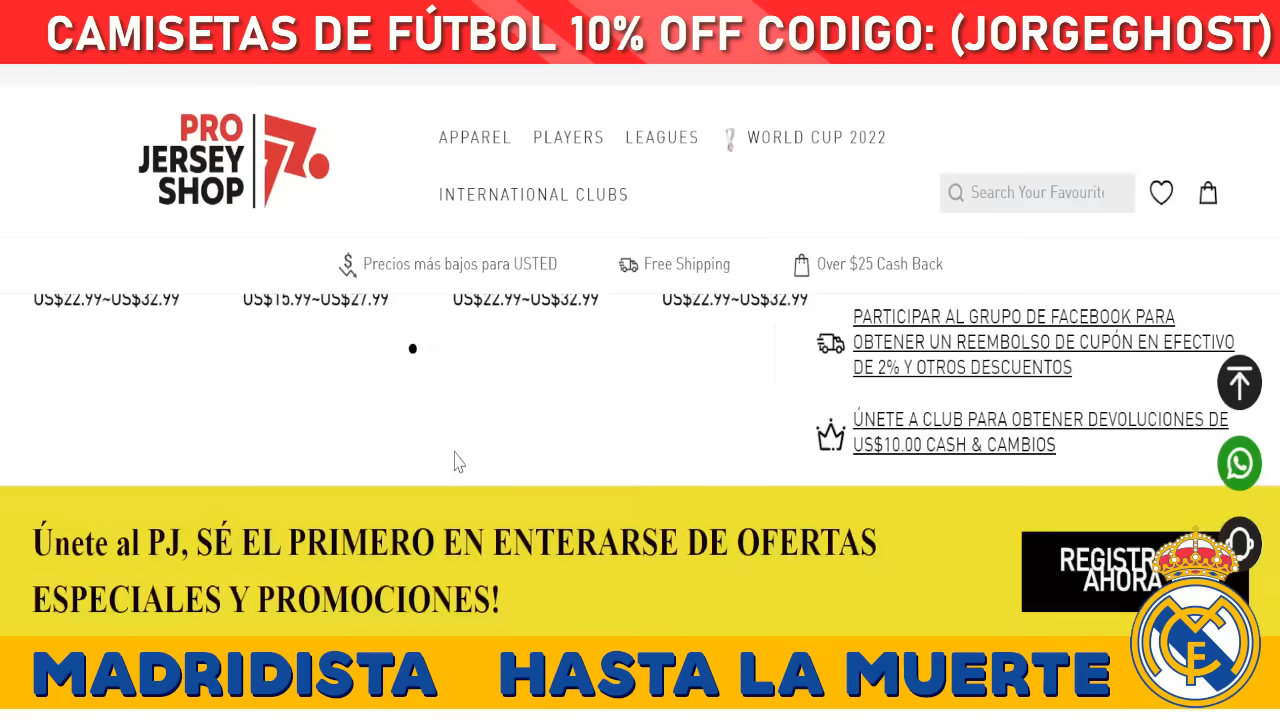 CAMISETAS DE FÚTBOL 10% OFF CODIGO: (JORGEGHOST)
PRO
JERSEY
SHOP
APPAREL PLAYERS LEAGUES WORLD CUP 2022
INTERNATIONAL CLUBS
Search Your Favourite
Precios más bajos para USTED
Free Shipping
Over $25 Cash Back
US$22.99~US$32.99 US$15.99~US$27.99 US$22.99~US$32.99 US$22.99~US$32.99
PARTICIPAR AL GRUPO DE FACEBOOK PARA
OBTENER UN REEMBOLSO DE CUPÓN EN EFECTIVO
DE 2% Y OTROS DESCUENTOS
ÚNETE A CLUB PARA OBTENER DEVOLUCIONES DE
US$10.00 CASH & CAMBIOS
Únete al PJ, SÉ EL PRIMERO EN ENTERARSE DE OFERTAS
ESPECIALES Y PROMOCIONES!
REGISTR
AHORA
MADRIDISTA HASTA LA MUERTE